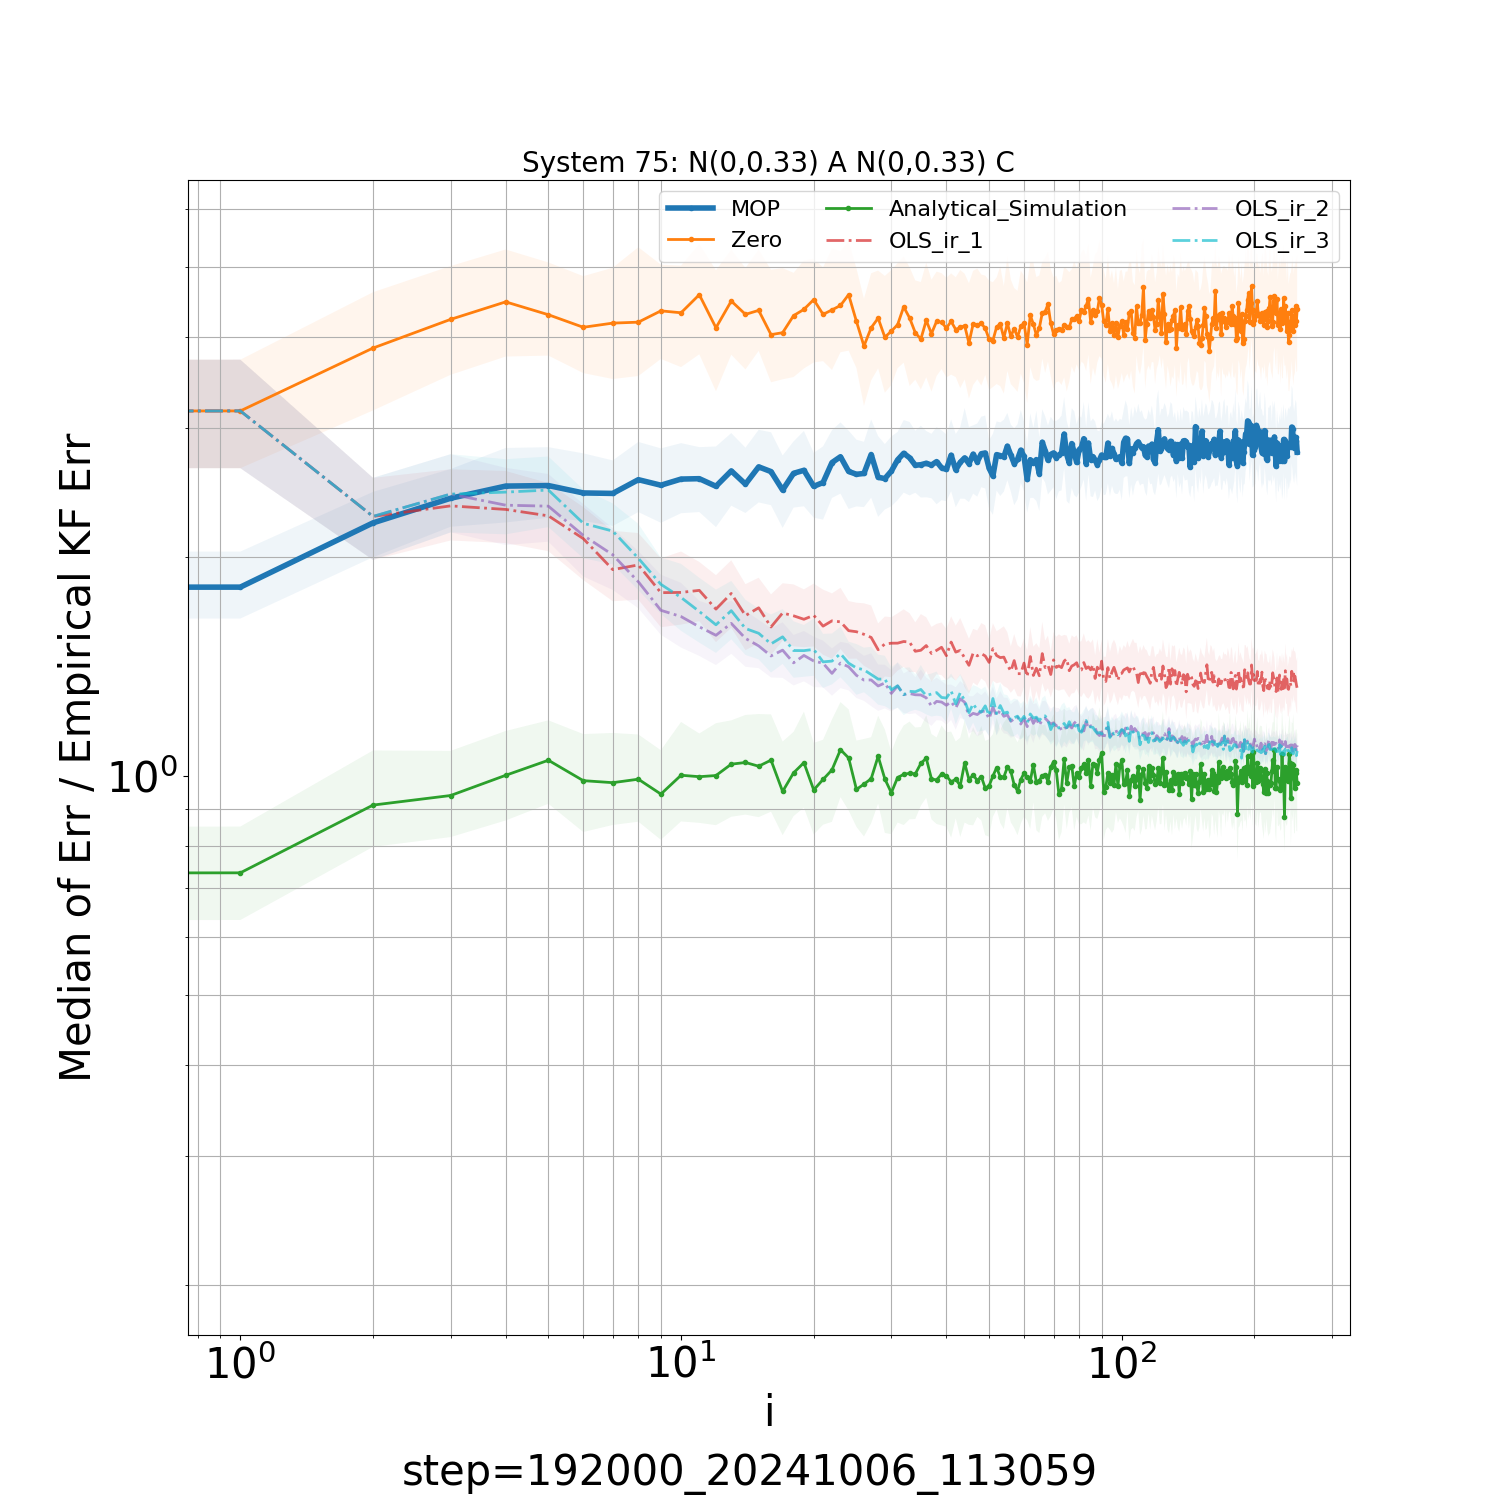 System 75: N(0,0.33) A N(0,0.33) C
MOP
Zero
Analytical_Simulation
OLS_ir_1
OLS_ir_2
OLS_ir_3
Median of Err / Empirical KF Err
10⁰
10⁰ 10¹ 10²
i
step=192000_20241006_113059